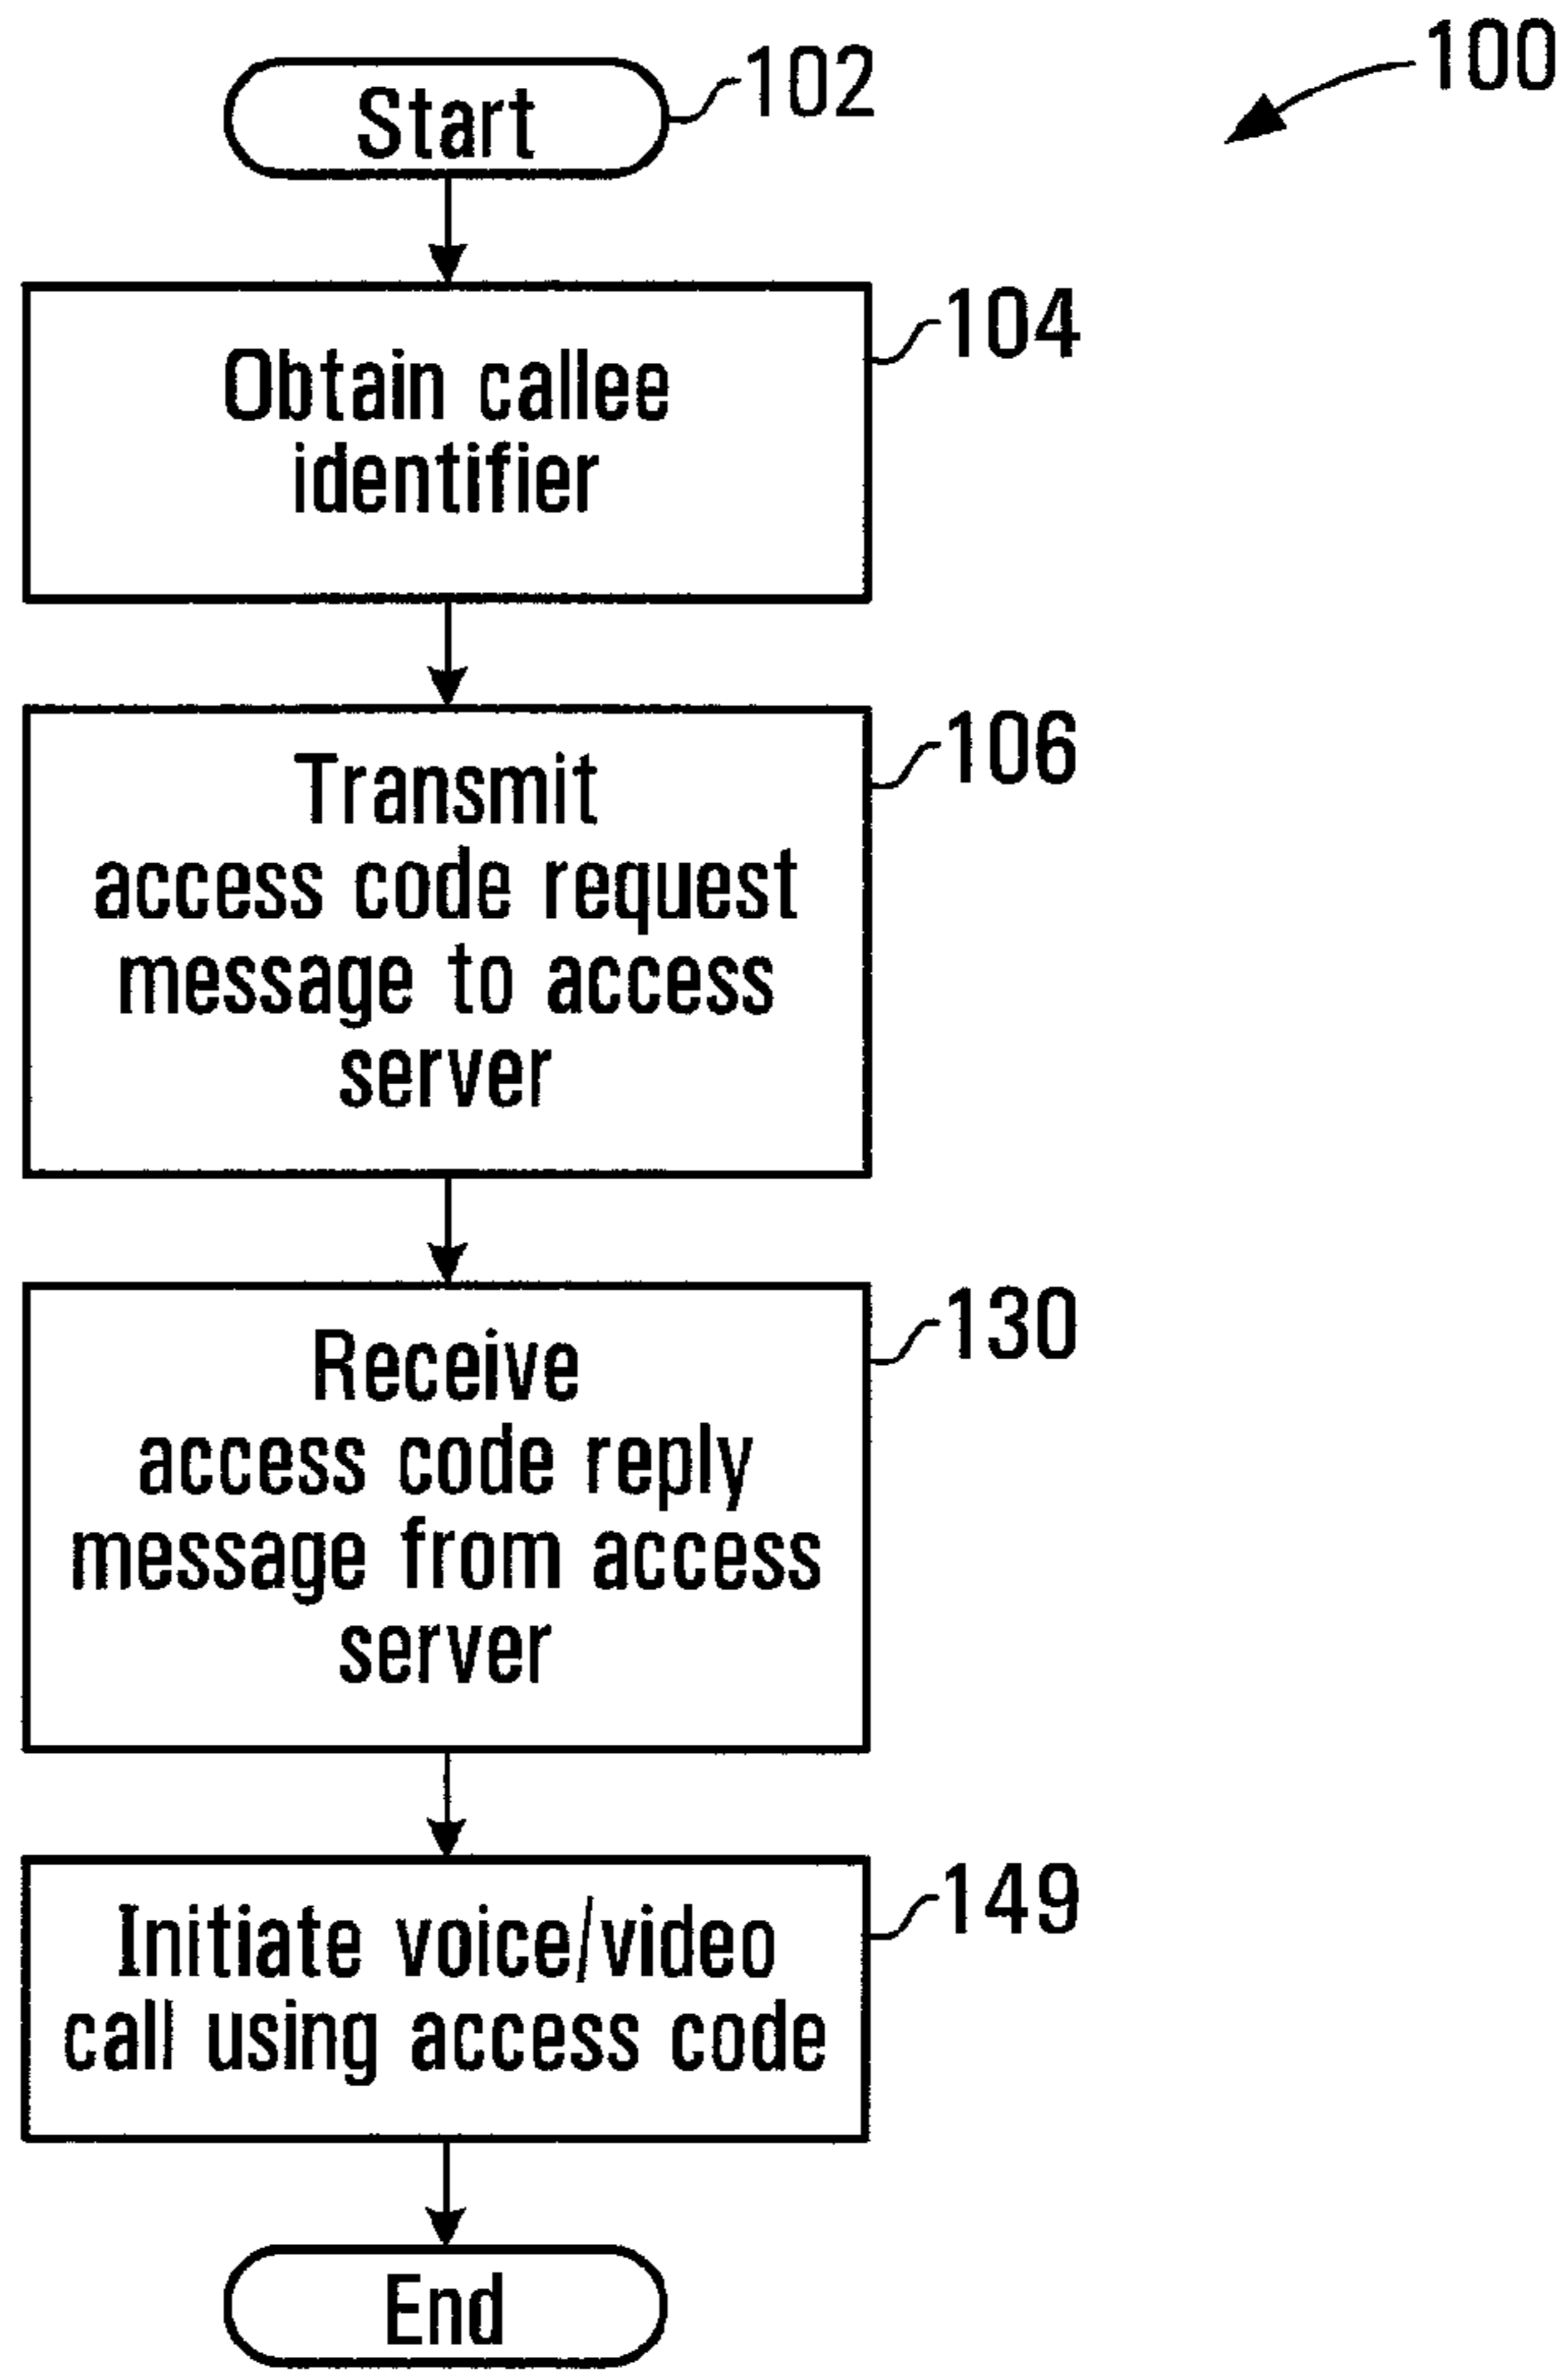 100
Start
102
Obtain callee
identifier
104
Transmit
access code request
message to access
server
106
Receive
access code reply
message from access
server
130
Initiate voice/video
call using access code
149
End